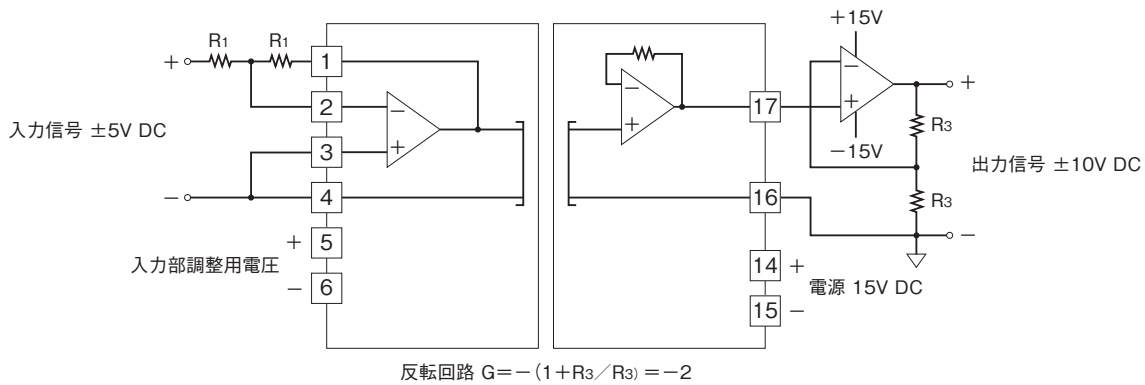 +15V
R1 R1
+ 1
2 − −
17 − +
入力信号 ±5V DC
3 + + +
−15V
R3
出力信号 ±10V DC
− 4
16
R3
−
+ 5
入力部調整用電圧
− 6
14 +
電源 15V DC
15 −
反転回路 G=−(1+R3/R3)=−2